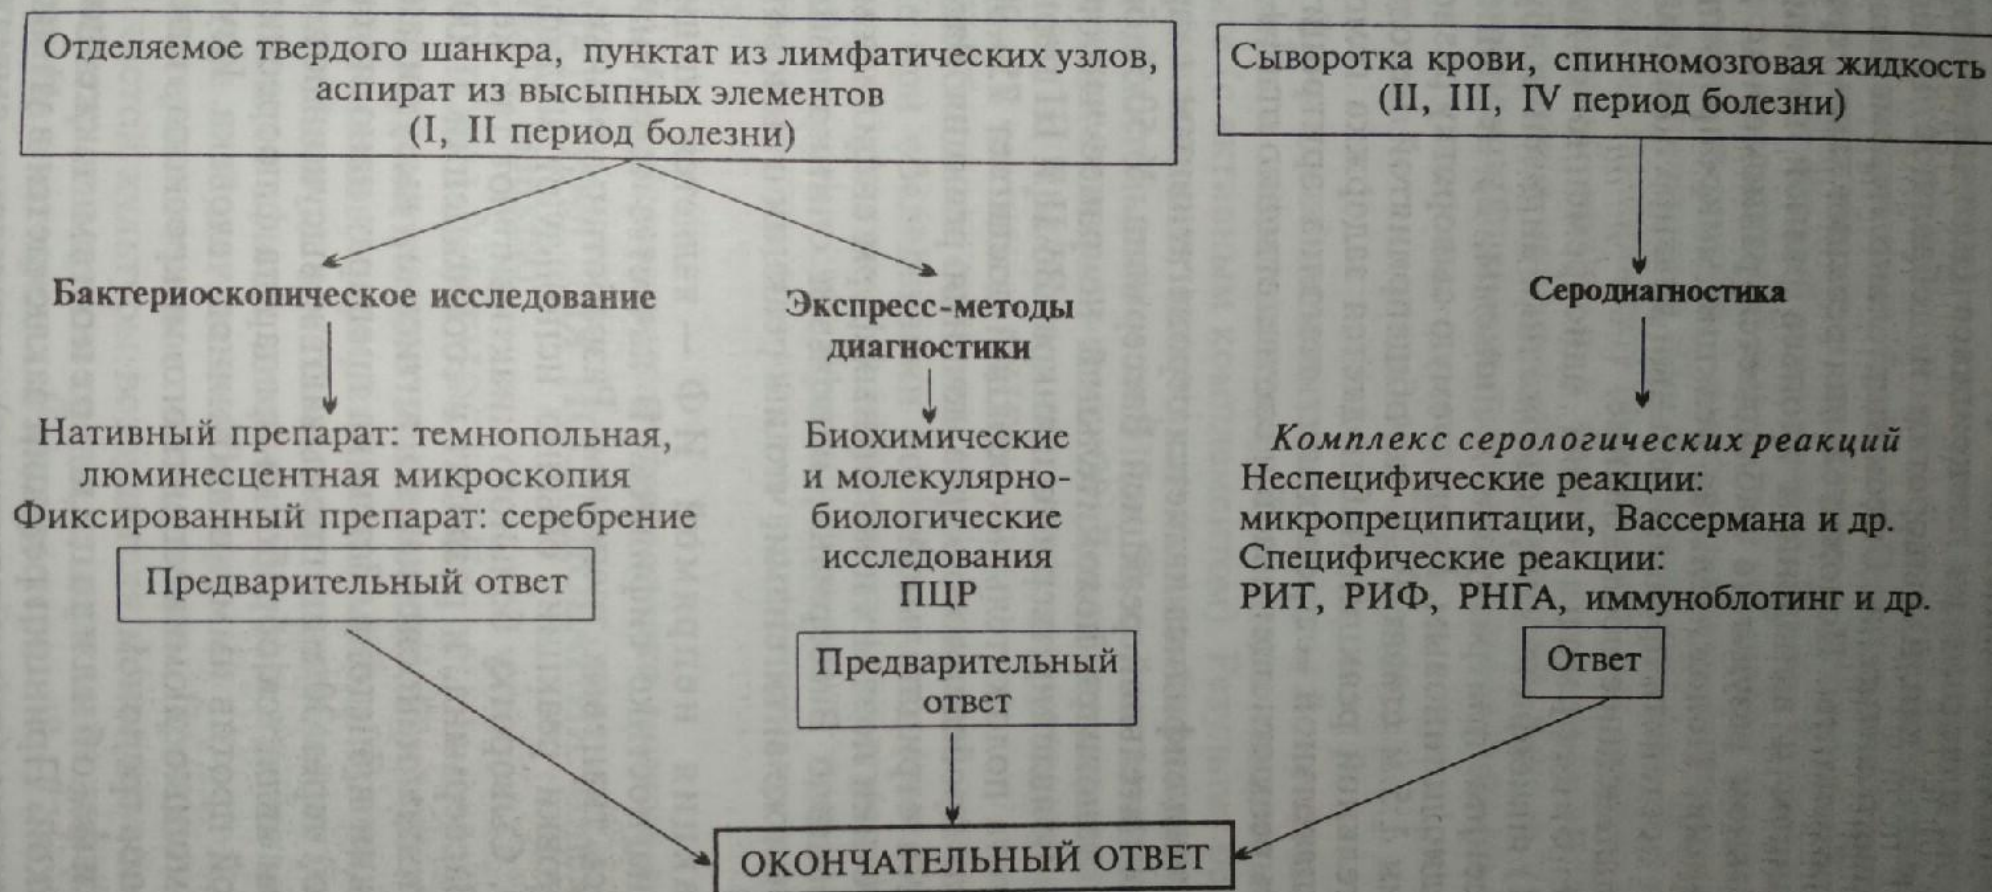 Отделяемое твердого шанкра, пунктат из лимфатических узлов,
аспират из высыпных элементов
(I, II период болезни)
Сыворотка крови, спинномозговая жидкость
(II, III, IV период болезни)
Бактериоскопическое исследование
Нативный препарат: темнопольная,
люминесцентная микроскопия
Фиксированный препарат: серебрение
Предварительный ответ
Экспресс-методы
диагностики
Биохимические
и молекулярно-
биологические
исследования
ПЦР
Предварительный
ответ
Серодиагностика
Комплекс серологических реакций
Неспецифические реакции:
микропреципитации, Вассермана и др.
Специфические реакции:
РИТ, РИФ, РНГА, иммуноблотинг и др.
Ответ
ОКОНЧАТЕЛЬНЫЙ ОТВЕТ